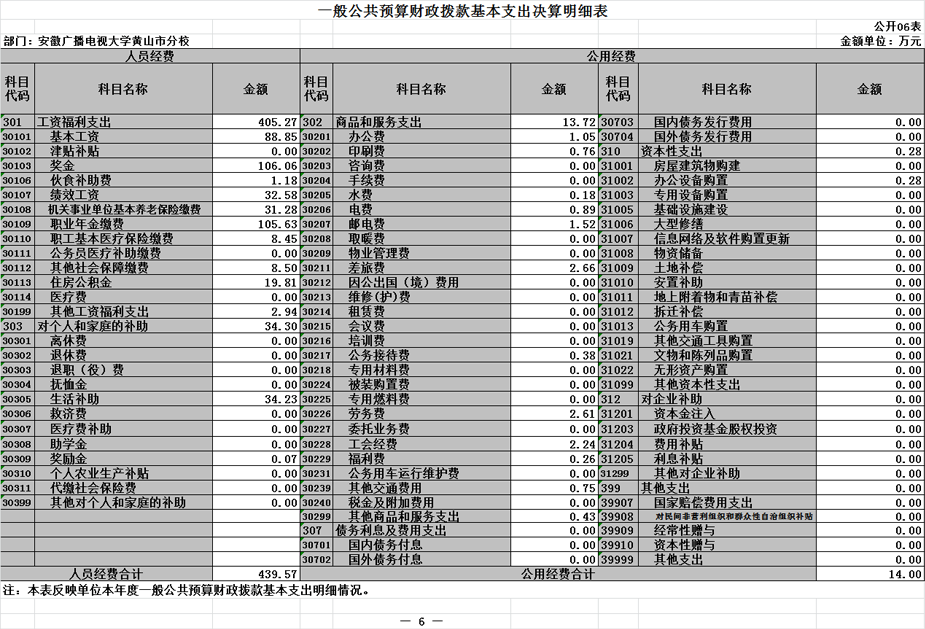 一般公共预算财政拨款基本支出决算明细表
公开06表
部门：安徽广播电视大学黄山市分校 金额单位：万元
人员经费 公用经费
科目代码 科目名称 金额 科目代码 科目名称 金额 科目代码 科目名称 金额
301 工资福利支出 405.27 302 商品和服务支出 13.72 30703 国内债务发行费用 0.00
30101 基本工资 88.85 30201 办公费 1.05 30704 国外债务发行费用 0.00
30102 津贴补贴 0.00 30202 印刷费 0.76 310 资本性支出 0.28
30103 奖金 106.06 30203 咨询费 0.00 31001 房屋建筑物购建 0.00
30106 伙食补助费 1.18 30204 手续费 0.00 31002 办公设备购置 0.28
30107 绩效工资 32.58 30205 水费 0.18 31003 专用设备购置 0.00
30108 机关事业单位基本养老保险缴费 31.28 30206 电费 0.89 31005 基础设施建设 0.00
30109 职业年金缴费 105.63 30207 邮电费 1.52 31006 大型修缮 0.00
30110 职工基本医疗保险缴费 8.45 30208 取暖费 0.00 31007 信息网络及软件购置更新 0.00
30111 公务员医疗补助缴费 0.00 30209 物业管理费 0.00 31008 物资储备 0.00
30112 其他社会保障缴费 8.50 30211 差旅费 2.66 31009 土地补偿 0.00
30113 住房公积金 19.81 30212 因公出国（境）费用 0.00 31010 安置补助 0.00
30114 医疗费 0.00 30213 维修(护)费 0.00 31011 地上附着物和青苗补偿 0.00
30199 其他工资福利支出 2.94 30214 租赁费 0.00 31012 拆迁补偿 0.00
303 对个人和家庭的补助 34.30 30215 会议费 0.00 31013 公务用车购置 0.00
30301 离休费 0.00 30216 培训费 0.00 31019 其他交通工具购置 0.00
30302 退休费 0.00 30217 公务接待费 0.38 31021 文物和陈列品购置 0.00
30303 退职（役）费 0.00 30218 专用材料费 0.00 31022 无形资产购置 0.00
30304 抚恤金 0.00 30224 被装购置费 0.00 31099 其他资本性支出 0.00
30305 生活补助 34.23 30225 专用燃料费 0.00 312 对企业补助 0.00
30306 救济费 0.00 30226 劳务费 2.61 31201 资本金注入 0.00
30307 医疗费补助 0.00 30227 委托业务费 0.00 31203 政府投资基金股权投资 0.00
30308 助学金 0.00 30228 工会经费 2.24 31204 费用补贴 0.00
30309 奖励金 0.07 30229 福利费 0.26 31205 利息补贴 0.00
30310 个人农业生产补贴 0.00 30231 公务用车运行维护费 0.00 31299 其他对企业补助 0.00
30311 代缴社会保险费 0.00 30239 其他交通费用 0.75 399 其他支出 0.00
30399 其他对个人和家庭的补助 0.00 30240 税金及附加费用 0.00 39907 国家赔偿费用支出 0.00
30299 其他商品和服务支出 0.43 39908 对民间非营利组织和群众性自治组织补贴 0.00
307 债务利息及费用支出 0.00 39909 经常性赠与 0.00
30701 国内债务付息 0.00 39910 资本性赠与 0.00
30702 国外债务付息 0.00 39999 其他支出 0.00
人员经费合计 439.57 公用经费合计 14.00
注：本表反映单位本年度一般公共预算财政拨款基本支出明细情况。
— 6 —